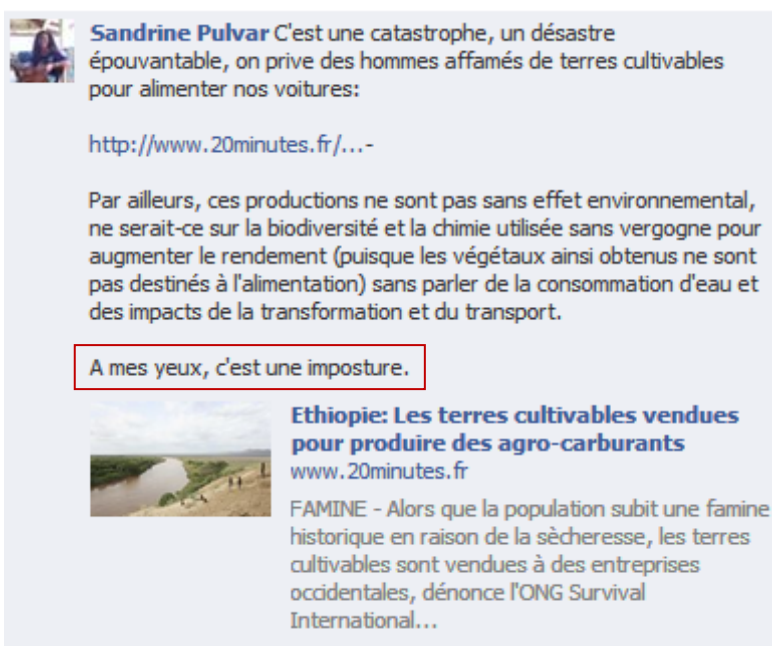 Sandrine Pulvar C'est une catastrophe, un désastre
épouvantable, on prive des hommes affamés de terres cultivables
pour alimenter nos voitures:
http://www.20minutes.fr/...-
Par ailleurs, ces productions ne sont pas sans effet environnemental,
ne serait-ce sur la biodiversité et la chimie utilisée sans vergogne pour
augmenter le rendement (puisque les végétaux ainsi obtenus ne sont
pas destinés à l'alimentation) sans parler de la consommation d'eau et
des impacts de la transformation et du transport.
A mes yeux, c'est une imposture.
Ethiopie: Les terres cultivables vendues
pour produire des agro-carburants
www.20minutes.fr
FAMINE - Alors que la population subit une famine
historique en raison de la sècheresse, les terres
cultivables sont vendues à des entreprises
occidentales, dénonce l'ONG Survival
International...